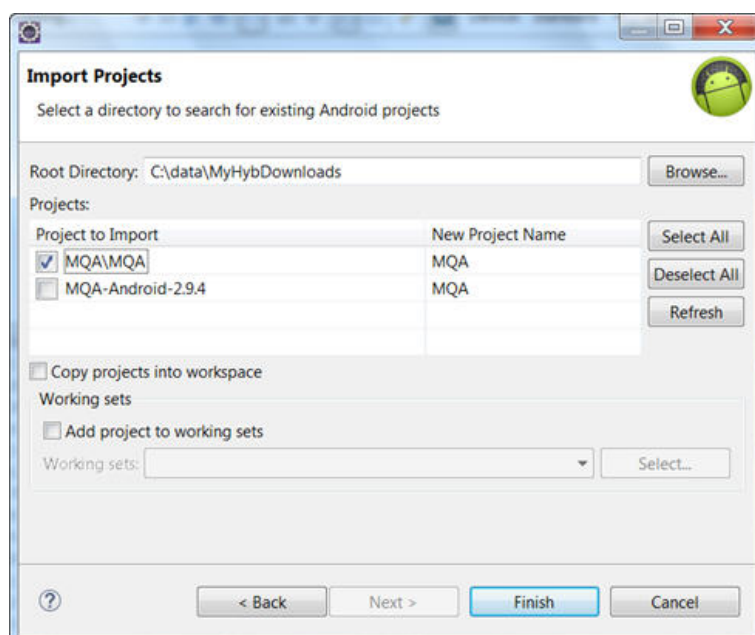 Import Projects
Select a directory to search for existing Android projects
Root Directory: C:\data\MyHybDownloads Browse...
Projects:
Project to Import New Project Name Select All
MQA\MQA MQA
Deselect All
MQA-Android-2.9.4 MQA
Refresh
Copy projects into workspace
Working sets
Add project to working sets
Working sets: Select...
? < Back Next > Finish Cancel